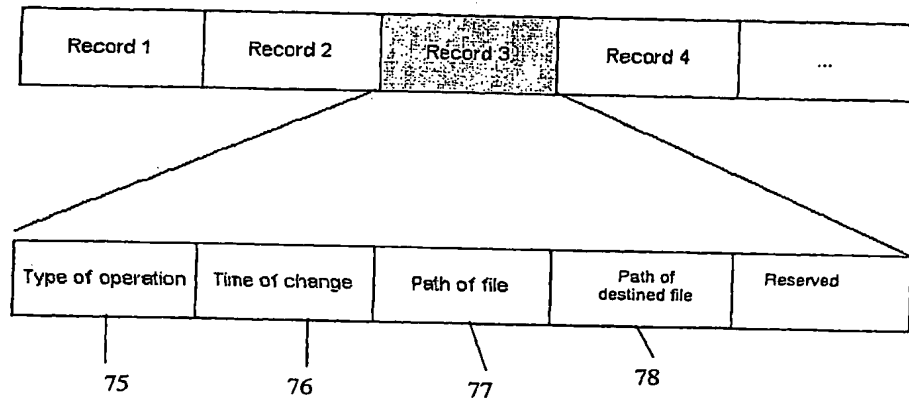 Record 1 Record 2 Record 3 Record 4 ...
Type of operation Time of change Path of file Path of destined file Reserved
75 76 77 78